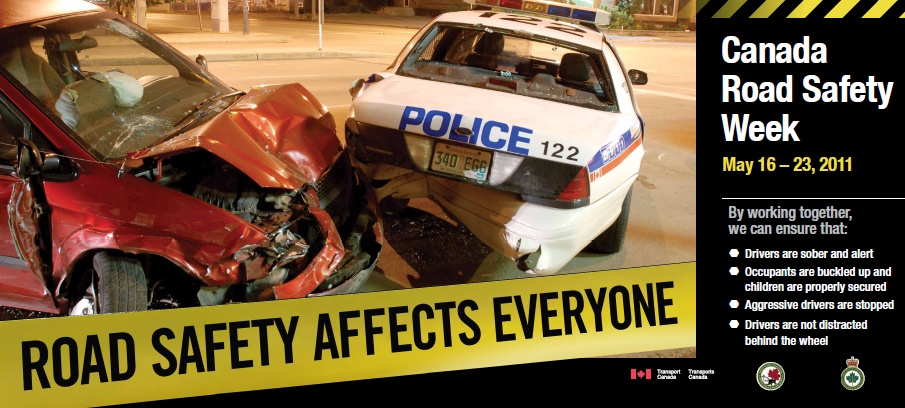 Canada
Road Safety
Week
May 16 – 23, 2011
By working together,
we can ensure that:
Drivers are sober and alert
Occupants are buckled up and
children are properly secured
Aggressive drivers are stopped
Drivers are not distracted
behind the wheel
POLICE 122
340 EGG
ROAD SAFETY AFFECTS EVERYONE
Transport Transports
Canada Canada